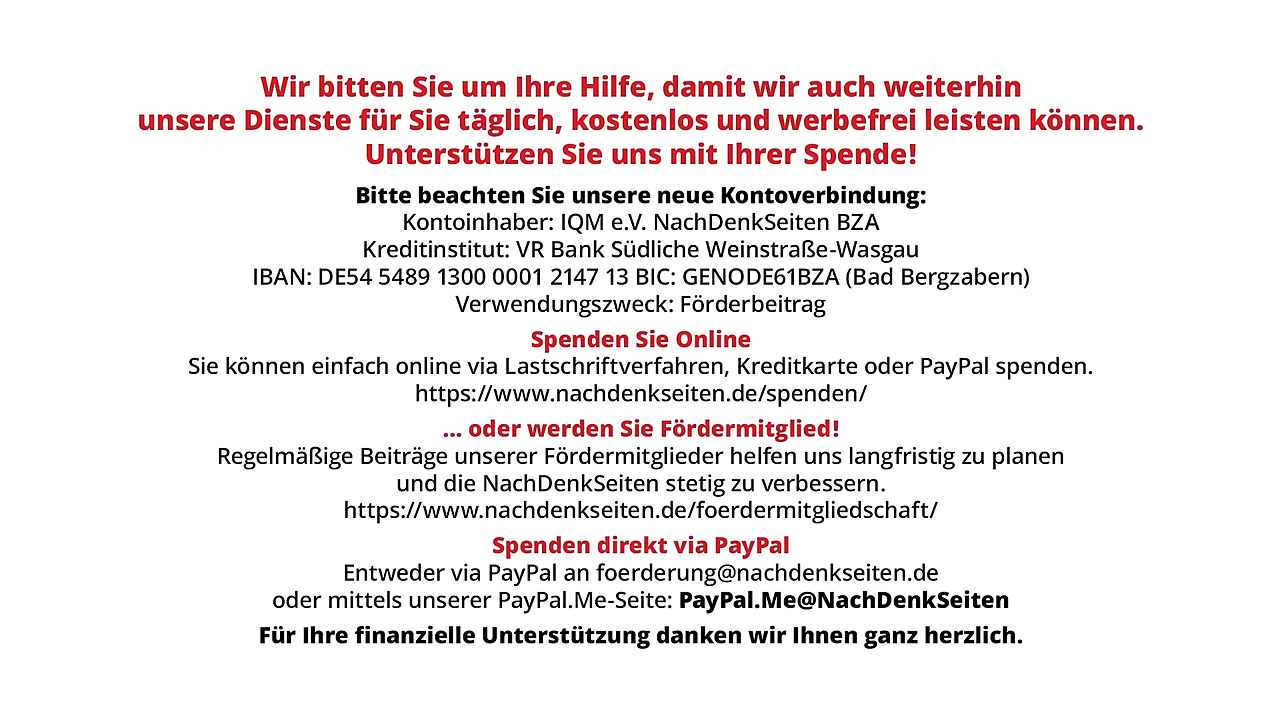 Wir bitten Sie um Ihre Hilfe, damit wir auch weiterhin
unsere Dienste für Sie täglich, kostenlos und werbefrei leisten können.
Unterstützen Sie uns mit Ihrer Spende!
Bitte beachten Sie unsere neue Kontoverbindung:
Kontoinhaber: IQM e.V. NachDenkSeiten BZA
Kreditinstitut: VR Bank Südliche Weinstraße-Wasgau
IBAN: DE54 5489 1300 0001 2147 13 BIC: GENODE61BZA (Bad Bergzabern)
Verwendungszweck: Förderbeitrag
Spenden Sie Online
Sie können einfach online via Lastschriftverfahren, Kreditkarte oder PayPal spenden.
https://www.nachdenkseiten.de/spenden/
... oder werden Sie Fördermitglied!
Regelmäßige Beiträge unserer Fördermitglieder helfen uns langfristig zu planen
und die NachDenkSeiten stetig zu verbessern.
https://www.nachdenkseiten.de/foerdermitgliedschaft/
Spenden direkt via PayPal
Entweder via PayPal an foerderung@nachdenkseiten.de
oder mittels unserer PayPal.Me-Seite: PayPal.Me@NachDenkSeiten
Für Ihre finanzielle Unterstützung danken wir Ihnen ganz herzlich.